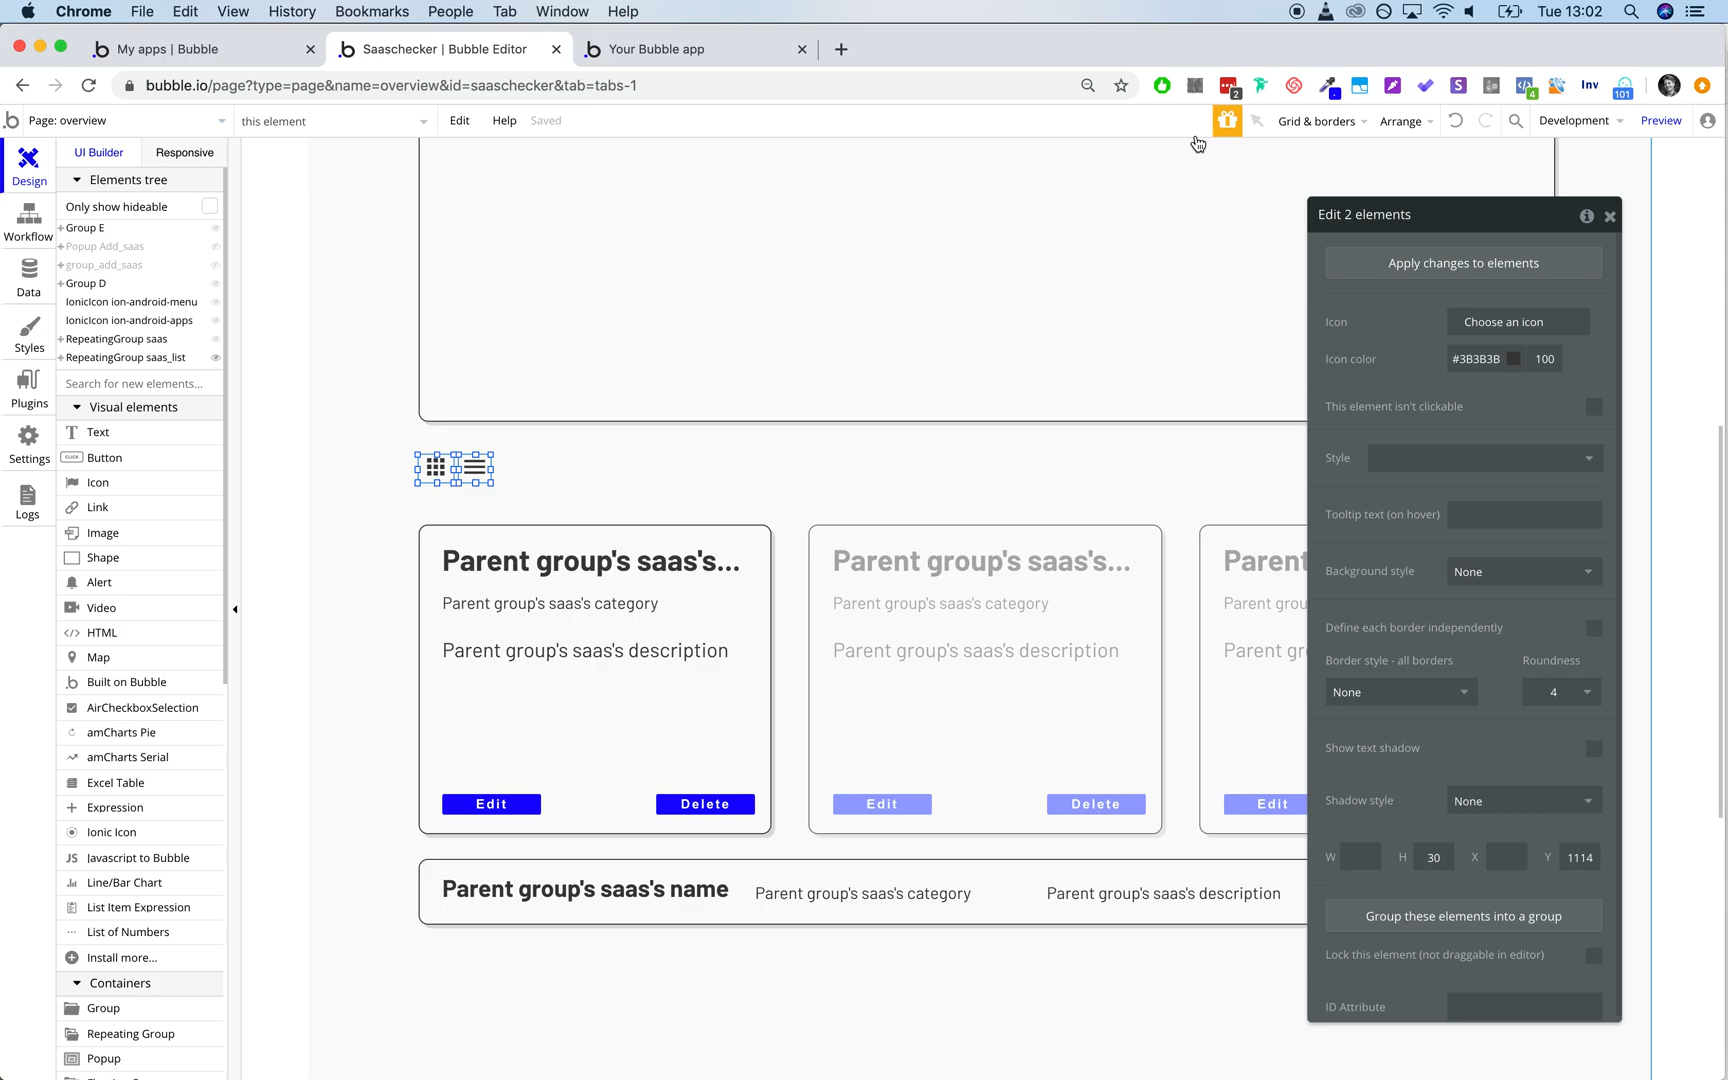 Chrome File Edit View History Bookmarks People Tab Window Help Tue 13:02
My apps | Bubble Saaschecker | Bubble Editor Your Bubble app
bubble.io/page?type=page&name=overview&id=saaschecker&tab=tabs-1
2 4 Inv 101
Page: overview this element Edit Help Saved Grid & borders Arrange Development Preview
Design
Workflow
Data
Styles
Plugins
Settings
Logs
UI Builder Responsive
Elements tree
Only show hideable
Group E
Popup Add_saas
group_add_saas
Group D
IonicIcon ion-android-menu
IonicIcon ion-android-apps
RepeatingGroup saas
RepeatingGroup saas_list
Search for new elements...
Visual elements
Text
CLICK Button
Icon
Link
Image
Shape
Alert
Video
HTML
Map
Built on Bubble
AirCheckboxSelection
amCharts Pie
amCharts Serial
Excel Table
Expression
Ionic Icon
JS Javascript to Bubble
Line/Bar Chart
List Item Expression
List of Numbers
Install more...
Containers
Group
Repeating Group
Popup
Parent group's saas's... Parent group's saas's... Parent
Parent group's saas's category Parent group's saas's category Parent grou
Parent group's saas's description Parent group's saas's description Parent gr
Edit Delete Edit Delete Edit
Parent group's saas's name Parent group's saas's category Parent group's saas's description
Edit 2 elements
Apply changes to elements
Icon Choose an icon
Icon color #3B3B3B 100
This element isn't clickable
Style
Tooltip text (on hover)
Background style None
Define each border independently
Border style - all borders Roundness
None 4
Show text shadow
Shadow style None
W H 30 X Y 1114
Group these elements into a group
Lock this element (not draggable in editor)
ID Attribute